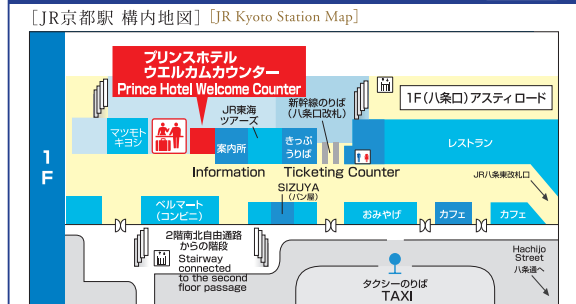 [JR京都駅 構内地図] [JR Kyoto Station Map]
1F
プリンスホテル
ウエルカムカウンター
Prince Hotel Welcome Counter
1F(八条口)アスティロード
新幹線のりば
(八条口改札)
JR東海
ツアーズ
マツモト
キヨシ
案内所
きっぷ
うりば
レストラン
Information
Ticketing Counter
JR八条東改札口
SIZUYA
(パン屋)
ベルマート
(コンビニ)
おみやげ
カフェ
カフェ
2階南北自由通路
からの階段
Stairway
connected
to the second
floor passage
Hachijo
Street
八条通へ
タクシーのりば
TAXI